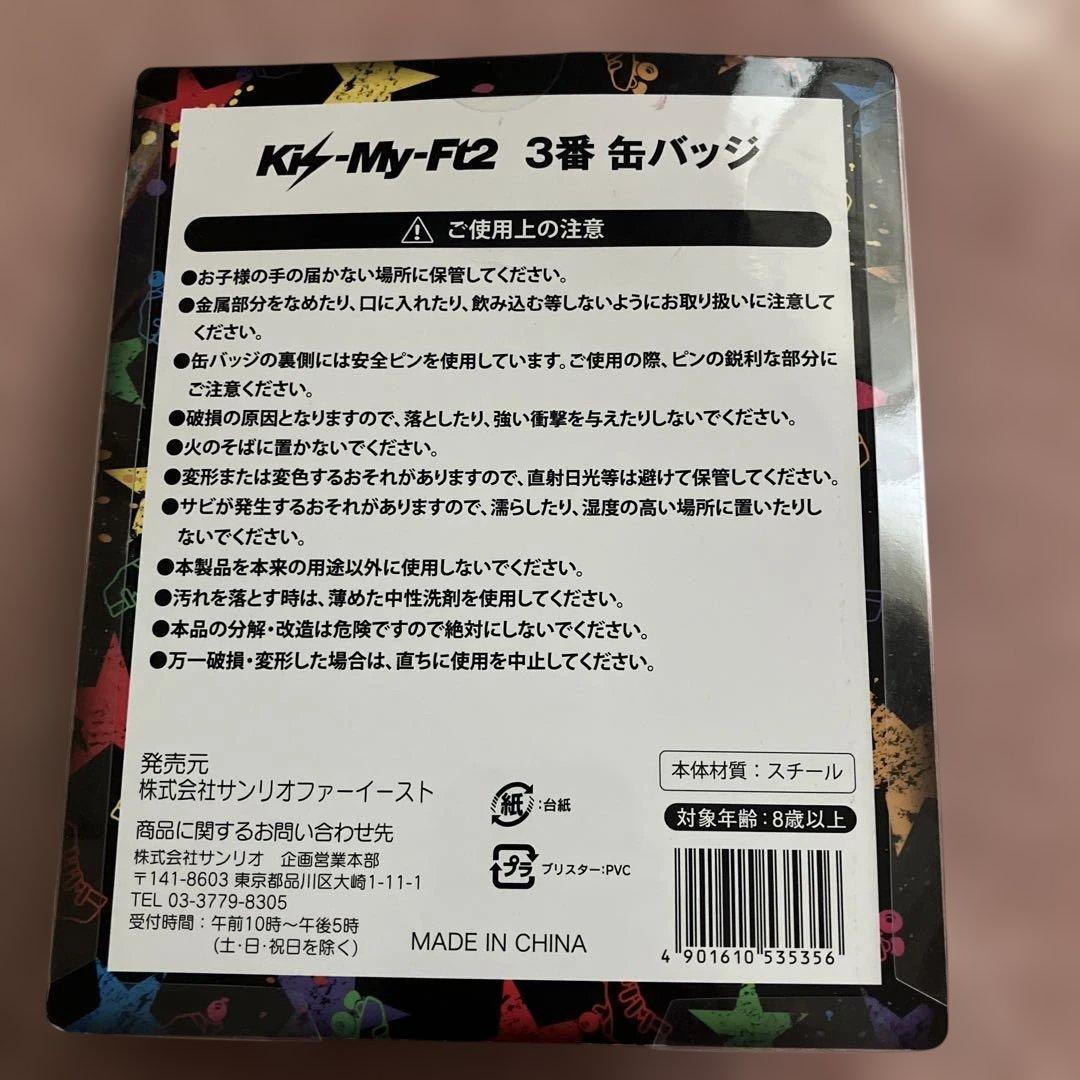 Kis-My-Ft2 3番 缶バッジ
ご使用上の注意
●お子様の手の届かない場所に保管してください。
●金属部分をなめたり、口に入れたり、飲み込む等しないようにお取り扱いに注意して
ください。
●缶バッジの裏側には安全ピンを使用しています。ご使用の際、ピンの鋭利な部分に
ご注意ください。
●破損の原因となりますので、落としたり、強い衝撃を与えたりしないでください。
●火のそばに置かないでください。
●変形または変色するおそれがありますので、直射日光等は避けて保管してください。
●サビが発生するおそれがありますので、濡らしたり、湿度の高い場所に置いたりし
ないでください。
●本製品を本来の用途以外に使用しないでください。
●汚れを落とす時は、薄めた中性洗剤を使用してください。
●本品の分解・改造は危険ですので絶対にしないでください。
●万一破損・変形した場合は、直ちに使用を中止してください。
発売元
株式会社サンリオファーイースト
商品に関するお問い合わせ先
株式会社サンリオ 企画営業本部
〒141-8603 東京都品川区大崎1-11-1
TEL 03-3779-8305
受付時間：午前10時～午後5時
(土・日・祝日を除く)
紙:台紙
プラ ブリスター:PVC
MADE IN CHINA
本体材質：スチール
対象年齢：8歳以上
4 901610 535356